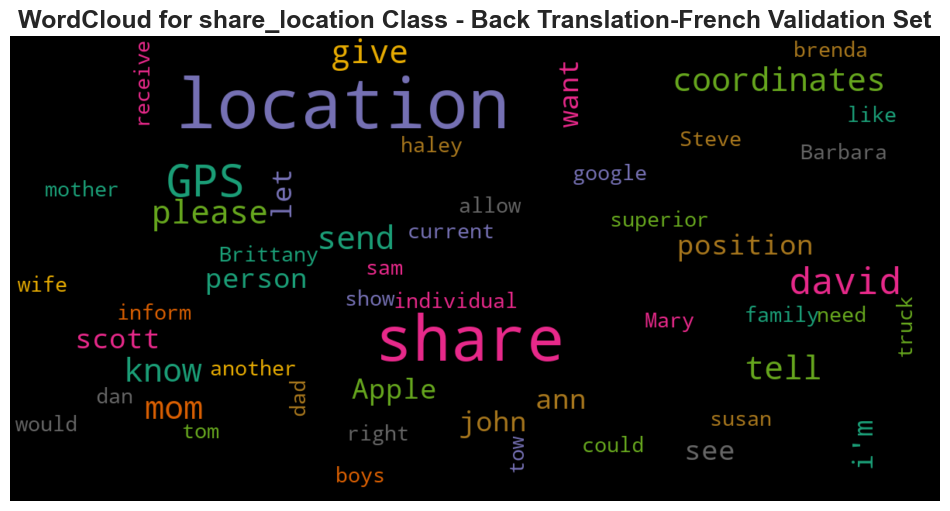 WordCloud for share_location Class - Back Translation-French Validation Set
receive
give
want
brenda
location
coordinates
like
haley
Steve
Barbara
mother
GPS
let
google
please
allow
superior
send
current
position
Brittany
wife
person
sam
david
show
individual
inform
Mary
family
need
truck
scott
share
know
another
tell
dan
mom
dad
Apple
ann
would
tom
right
john
tow
could
susan
see
i'm
boys